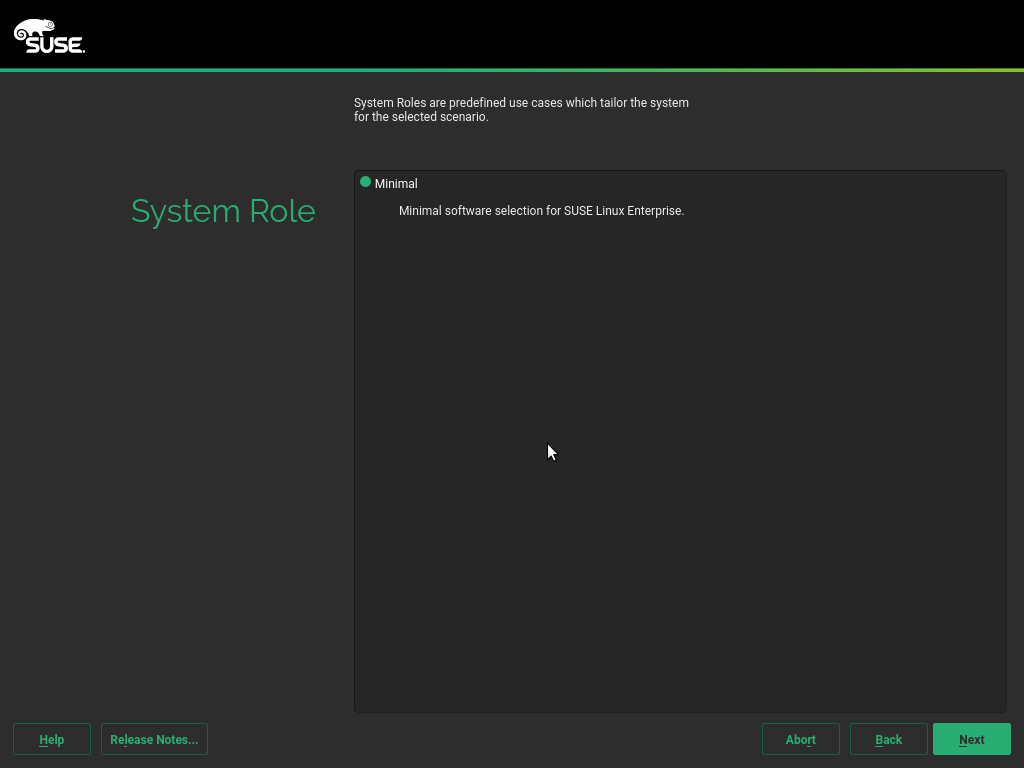 SUSE.
System Roles are predefined use cases which tailor the system
for the selected scenario.
System Role
Minimal
Minimal software selection for SUSE Linux Enterprise.
Help
Release Notes...
Abort
Back
Next